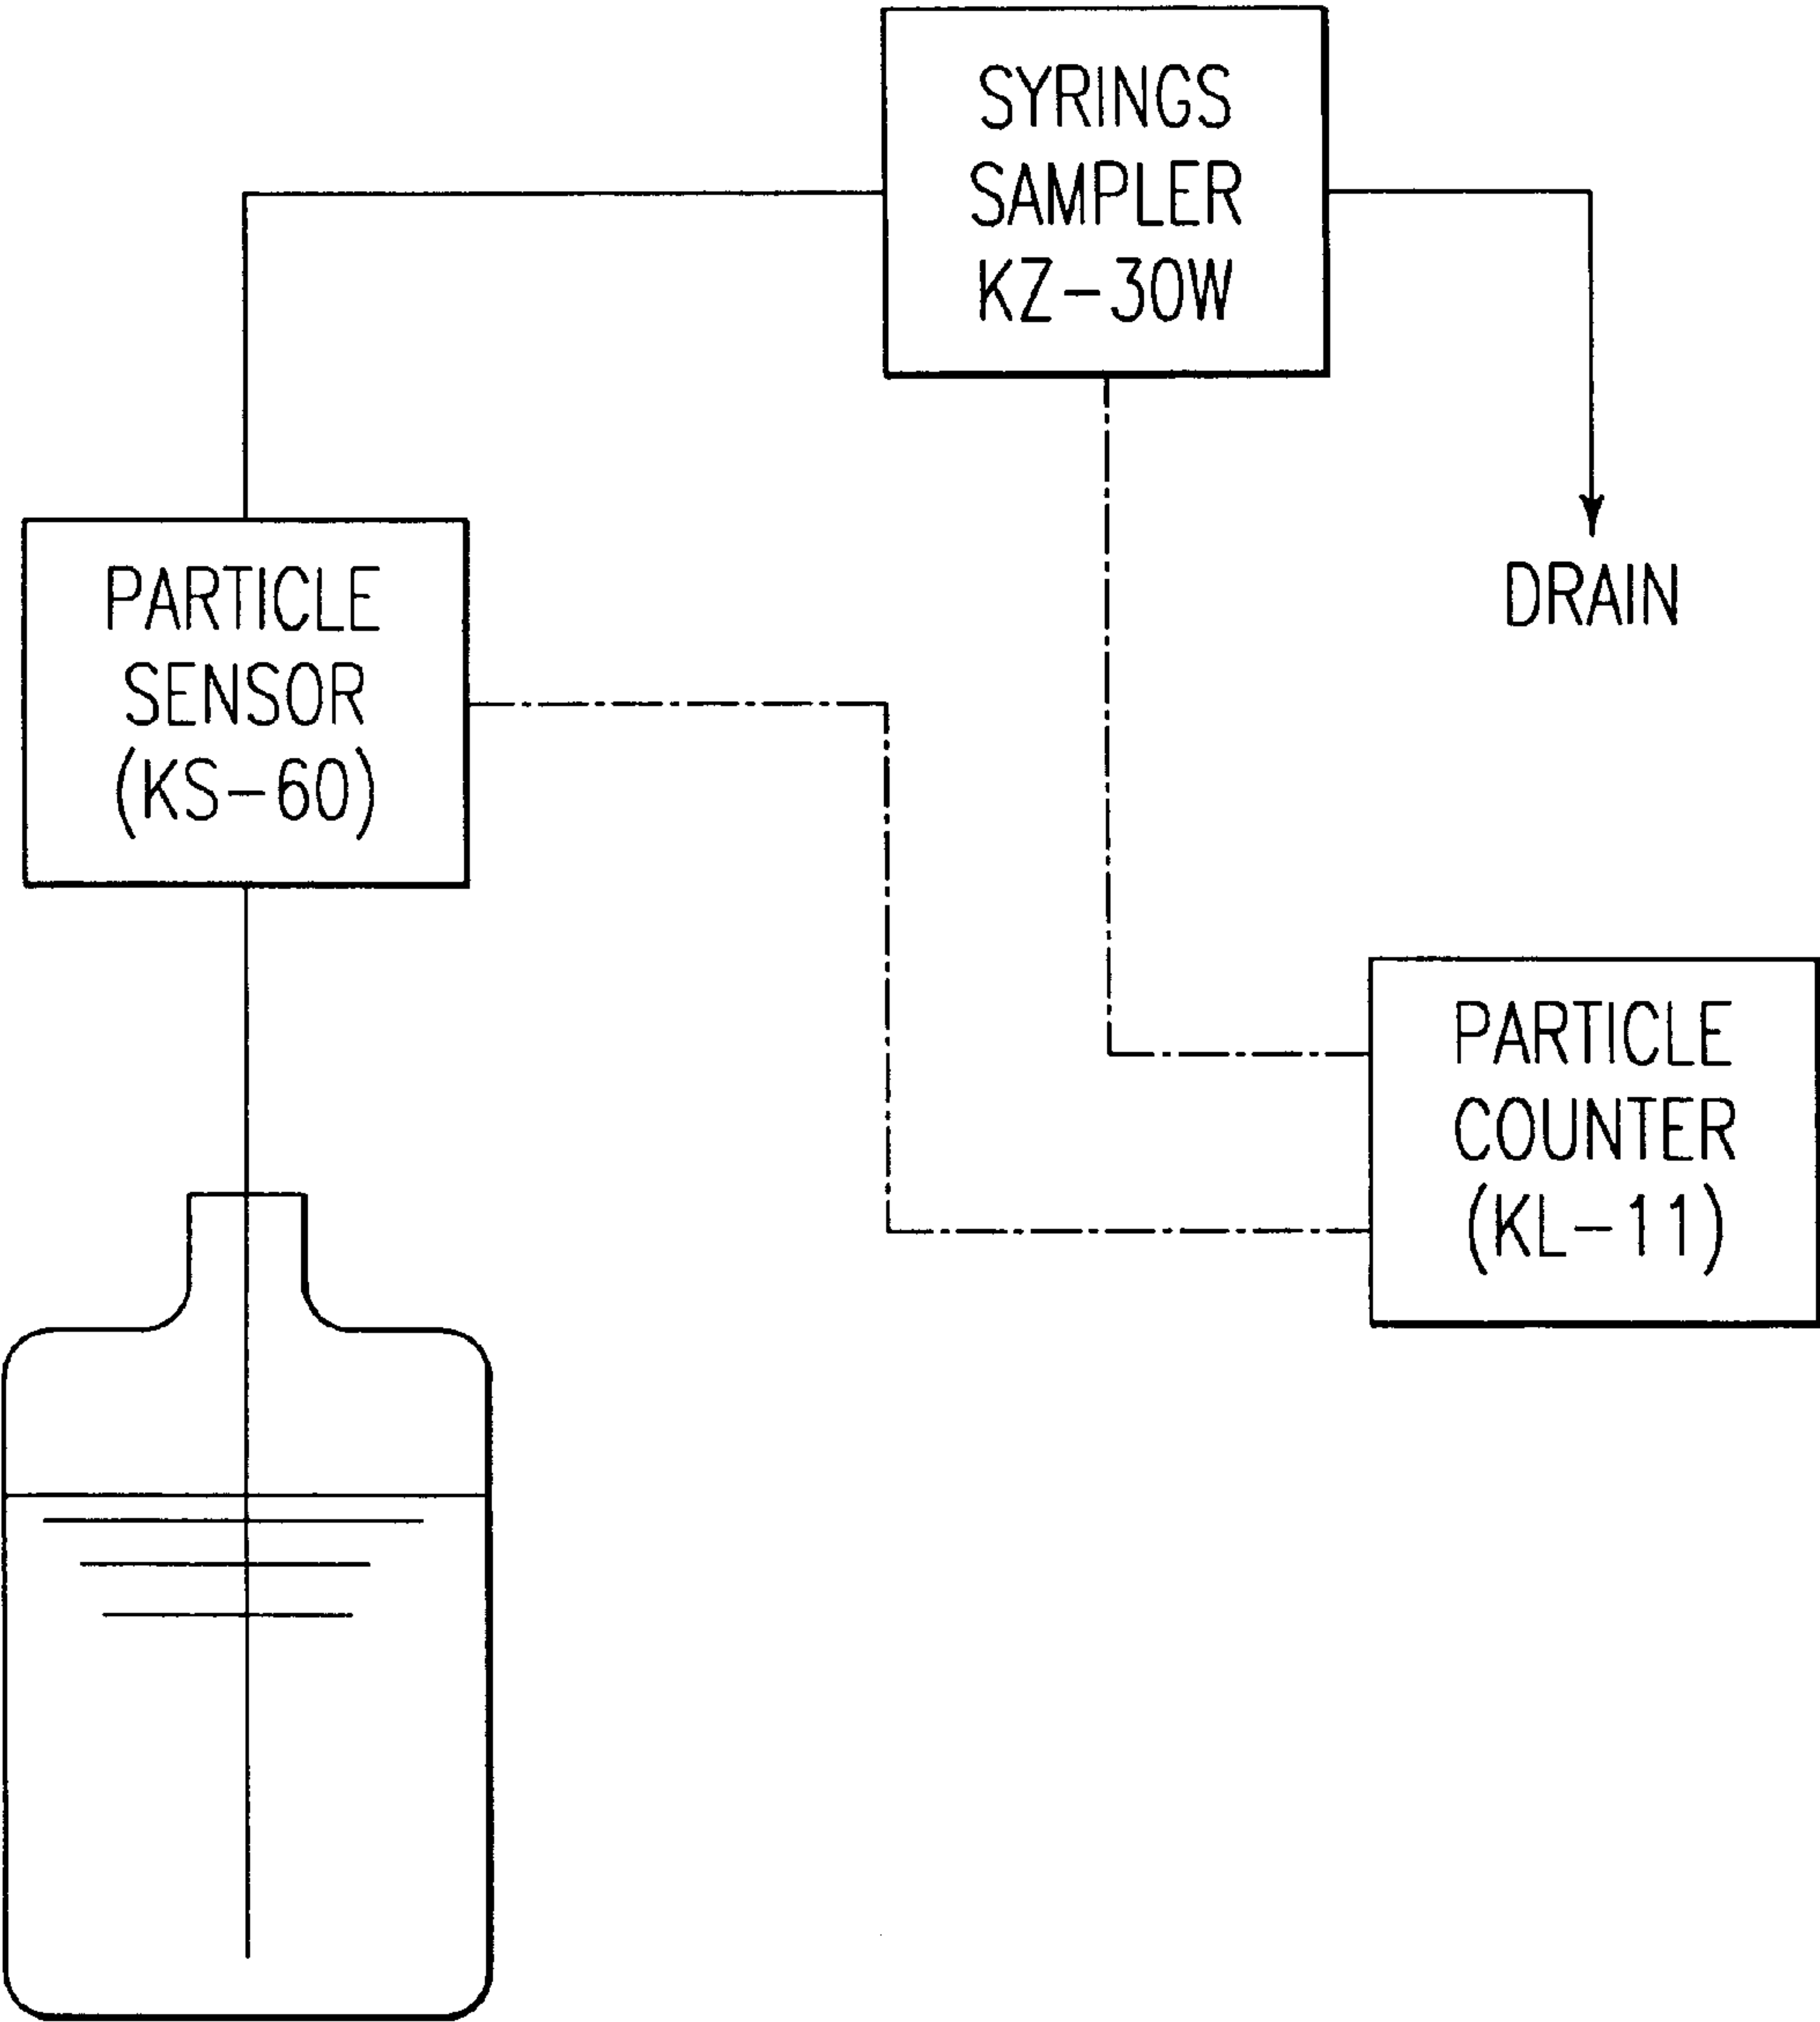 SYRINGS
SAMPLER
KZ-30W
PARTICLE
SENSOR
(KS-60)
DRAIN
PARTICLE
COUNTER
(KL-11)